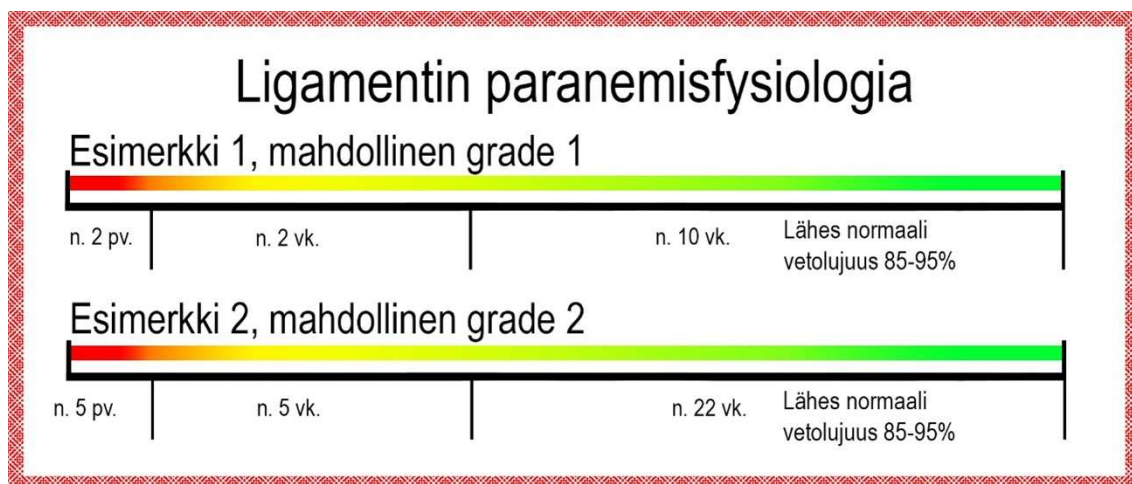 Ligamentin paranemisfysiologia
Esimerkki 1, mahdollinen grade 1
n. 2 pv.
n. 2 vk.
n. 10 vk.
Lähes normaali
vetolujuus 85-95%
Esimerkki 2, mahdollinen grade 2
n. 5 pv.
n. 5 vk.
n. 22 vk.
Lähes normaali
vetolujuus 85-95%